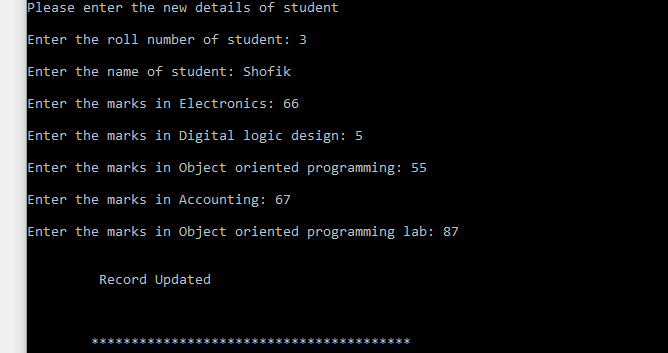 Please enter the new details of student
Enter the roll number of student: 3
Enter the name of student: Shofik
Enter the marks in Electronics: 66
Enter the marks in Digital logic design: 5
Enter the marks in Object oriented programming: 55
Enter the marks in Accounting: 67
Enter the marks in Object oriented programming lab: 87
Record Updated
****************************************